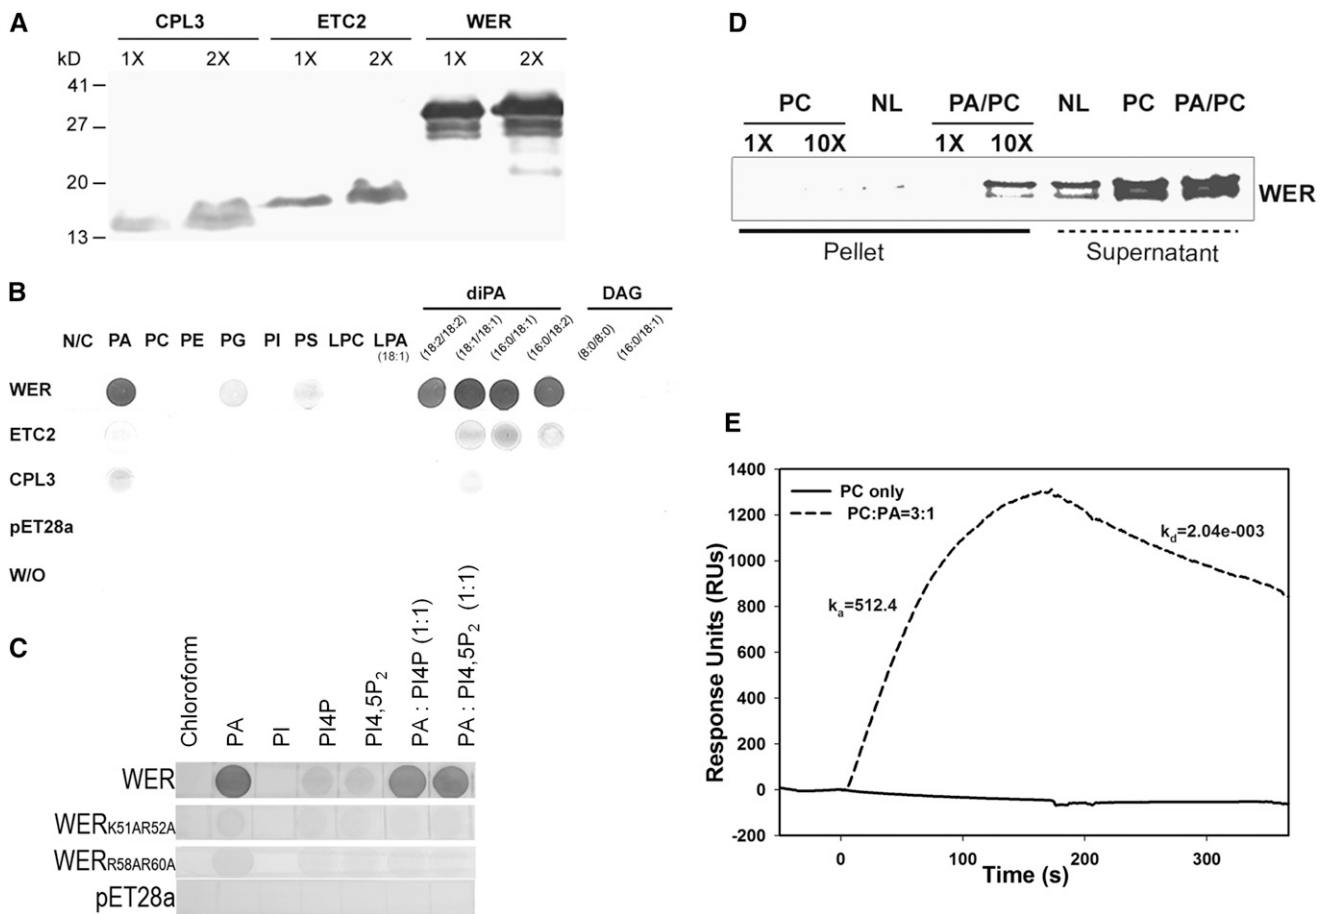 A
CPL3 ETC2 WER
kD 1X 2X 1X 2X 1X 2X
41
27
20
13
B
diPA DAG
N/C PA PC PE PG PI PS LPC LPA (18:1) (18:2/18:2) (18:1/18:1) (16:0/18:1) (16:0/18:2) (8:0/8:0) (16:0/18:1)
WER
ETC2
CPL3
pET28a
W/O
C
Chloroform PA PI PI4P PI4,5P2 PA : PI4P (1:1) PA : PI4,5P2 (1:1)
WER
WERK51AR52A
WERR58AR60A
pET28a
D
PC NL PA/PC NL PC PA/PC
1X 10X 1X 10X
WER
Pellet Supernatant
E
Response Units (RUs)
1400
1200
1000
800
600
400
200
0
-200
PC only
PC:PA=3:1
kd=2.04e-003
ka=512.4
0 100 200 300
Time (s)